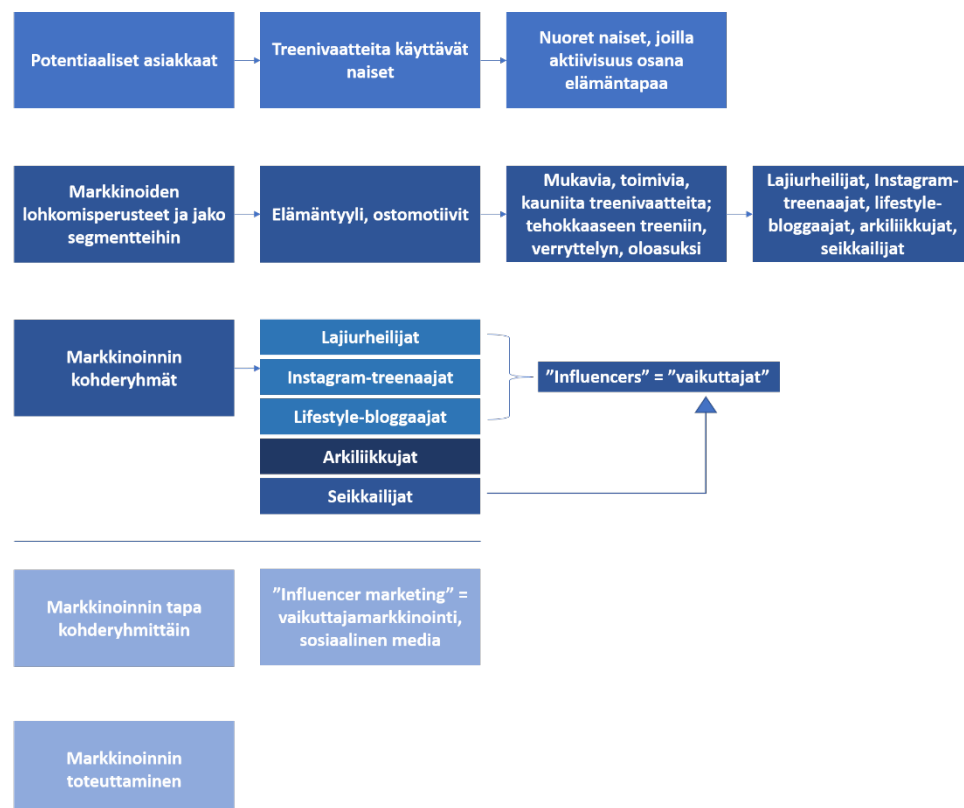 Potentiaaliset asiakkaat
Treenivaatteita käyttävät
naiset
Nuoret naiset, joilla
aktiivisuus osana
elämäntapaa
Markkinoiden
lohkomisperusteet ja jako
segmentteihin
Elämäntyyli, ostomotiivit
Mukavia, toimivia,
kauniita treenivaatteita;
tehokkaaseen treeniin,
verryttelyn, oloasuksi
Lajiurheilijat, Instagram-
treenaajat, lifestyle-
bloggaajat, arkiliikkujat,
seikkailijat
Markkinoinnin
kohderyhmät
Lajiurheilijat
Instagram-treenaajat
Lifestyle-bloggaajat
Arkiliikkujat
Seikkailijat
”Influencers” = ”vaikuttajat”
Markkinoinnin tapa
kohderyhmittäin
”Influencer marketing” =
vaikuttajamarkkinointi,
sosiaalinen media
Markkinoinnin
toteuttaminen